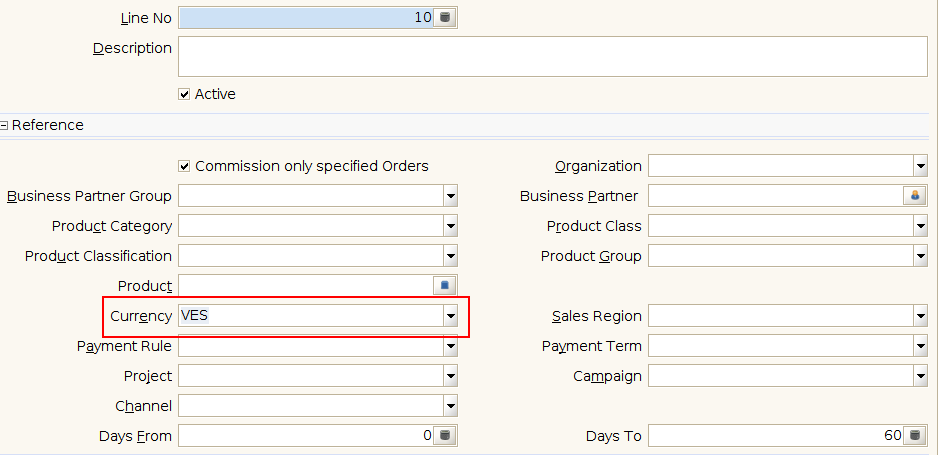 Line No 10
Description
Active
Reference
Commission only specified Orders Organization
Business Partner Group Business Partner
Product Category Product Class
Product Classification Product Group
Product
Currency VES Sales Region
Payment Rule Payment Term
Project Campaign
Channel
Days From 0 Days To 60